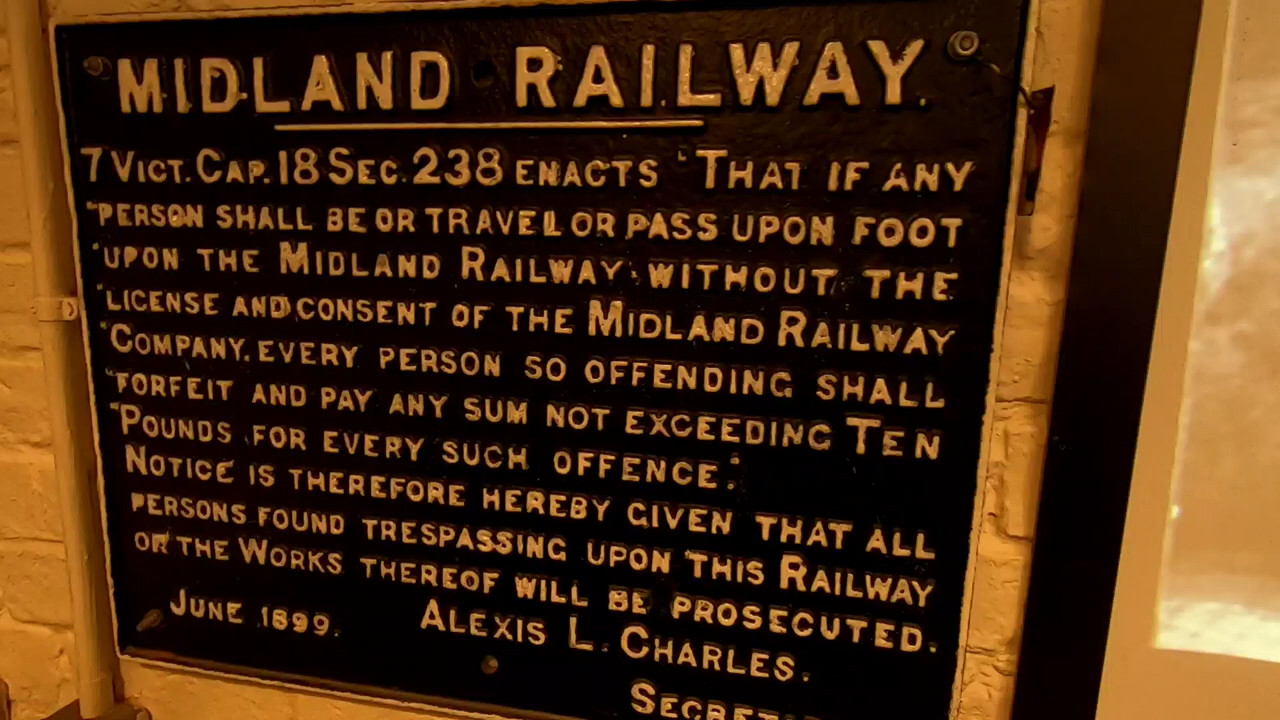 MIDLAND RAILWAY.
7 VICT. CAP. 18 SEC. 238 ENACTS "THAT IF ANY
"PERSON SHALL BE OR TRAVEL OR PASS UPON FOOT
"UPON THE MIDLAND RAILWAY WITHOUT THE
"LICENSE AND CONSENT OF THE MIDLAND RAILWAY
"COMPANY. EVERY PERSON SO OFFENDING SHALL
"FORFEIT AND PAY ANY SUM NOT EXCEEDING TEN
"POUNDS FOR EVERY SUCH OFFENCE."
NOTICE IS THEREFORE HEREBY GIVEN THAT ALL
PERSONS FOUND TRESPASSING UPON THIS RAILWAY
OR THE WORKS THEREOF WILL BE PROSECUTED.
JUNE 1899. ALEXIS L. CHARLES.